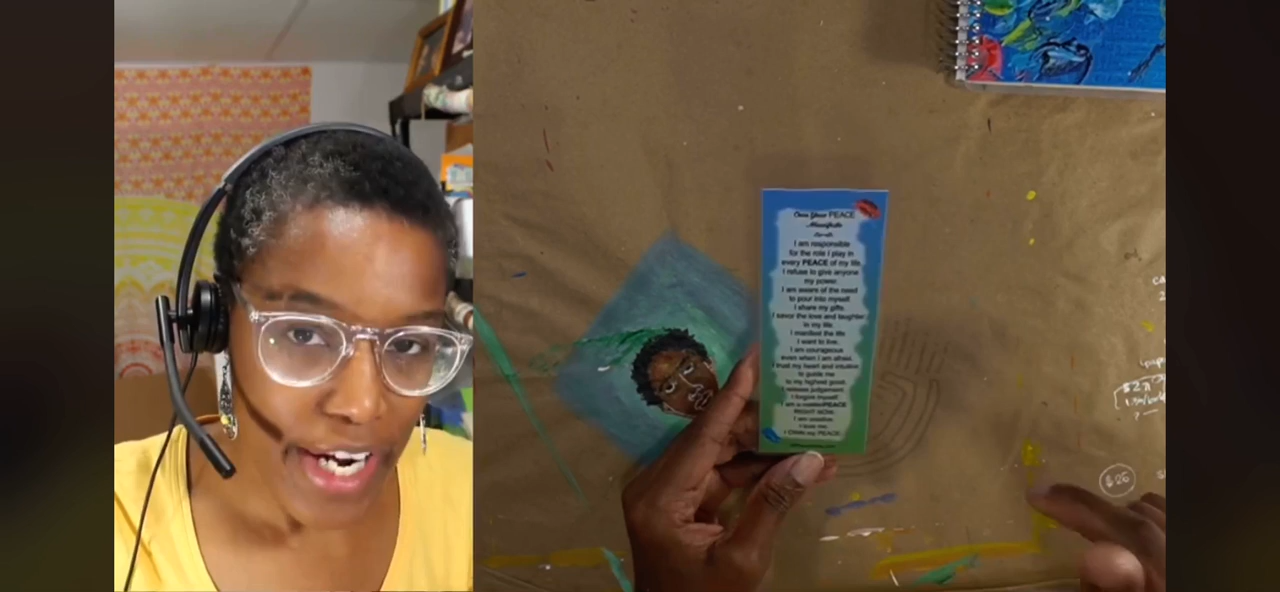 Own Your PEACE
Manifesto
I am responsible
for the role I play in
every PEACE of my life.
I refuse to give anyone
my power.
I am aware of the need
to pour into myself.
I share my gifts.
I savor the love and laughter
in my life.
I manifest the life
I want to live.
I am courageous
even when I am afraid.
I trust my heart and intuition
to guide me
to my highest good.
I release judgement.
I forgive myself.
I am a masterPEACE
RIGHT NOW.
I am creative.
I love me.
I OWN my PEACE.
$26